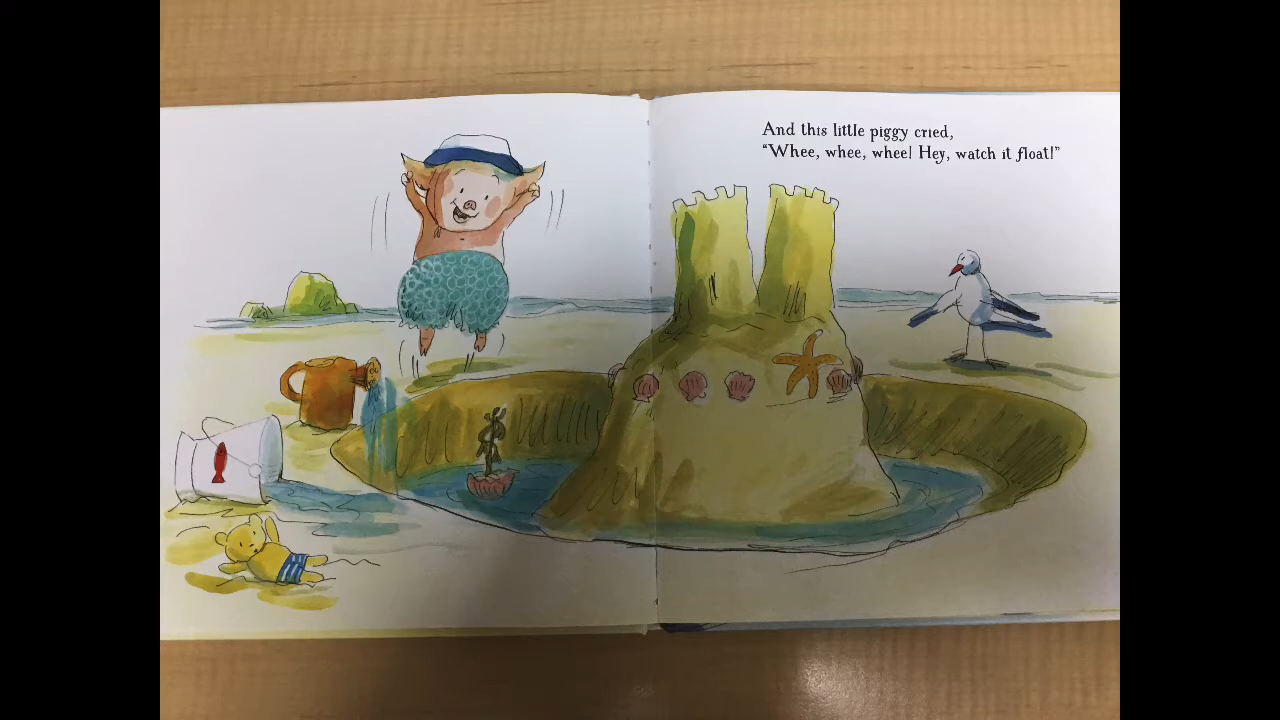 And this little piggy cried,
“Whee, whee, whee! Hey, watch it float!”